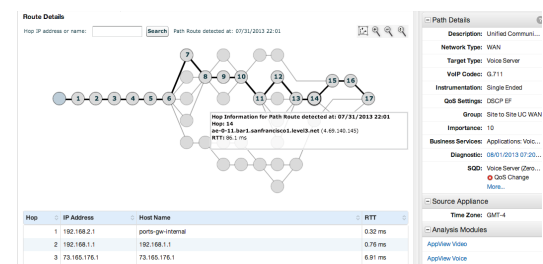 Route Details
Hop IP address or name: Search Path Route detected at: 07/31/2013 22:01
7
8 9 10 12 15 16
1 2 3 4 5 6 11 13 14 17
Hop Information for Path Route detected at: 07/31/2013 22:01
Hop: 14
ae-0-11.bar1.sanfrancisco1.level3.net (4.69.140.145)
RTT: 86.1 ms
Hop IP Address Host Name RTT
1 192.168.2.1 ports-gw-internal 0.32 ms
2 192.168.1.1 192.168.1.1 0.76 ms
3 73.165.176.1 73.165.176.1 6.91 ms
Path Details
Description: Unified Communi...
Network Type: WAN
Target Type: Voice Server
VoIP Codec: G.711
Instrumentation: Single Ended
QoS Settings: DSCP EF
Group: Site to Site UC WAN
Importance: 10
Business Services: Applications: Voic...
Diagnostic: 08/01/2013 07:20...
SQD: Voice Server (Zero...
QoS Change
More...
Source Appliance
Time Zone: GMT-4
Analysis Modules
AppView Video
AppView Voice